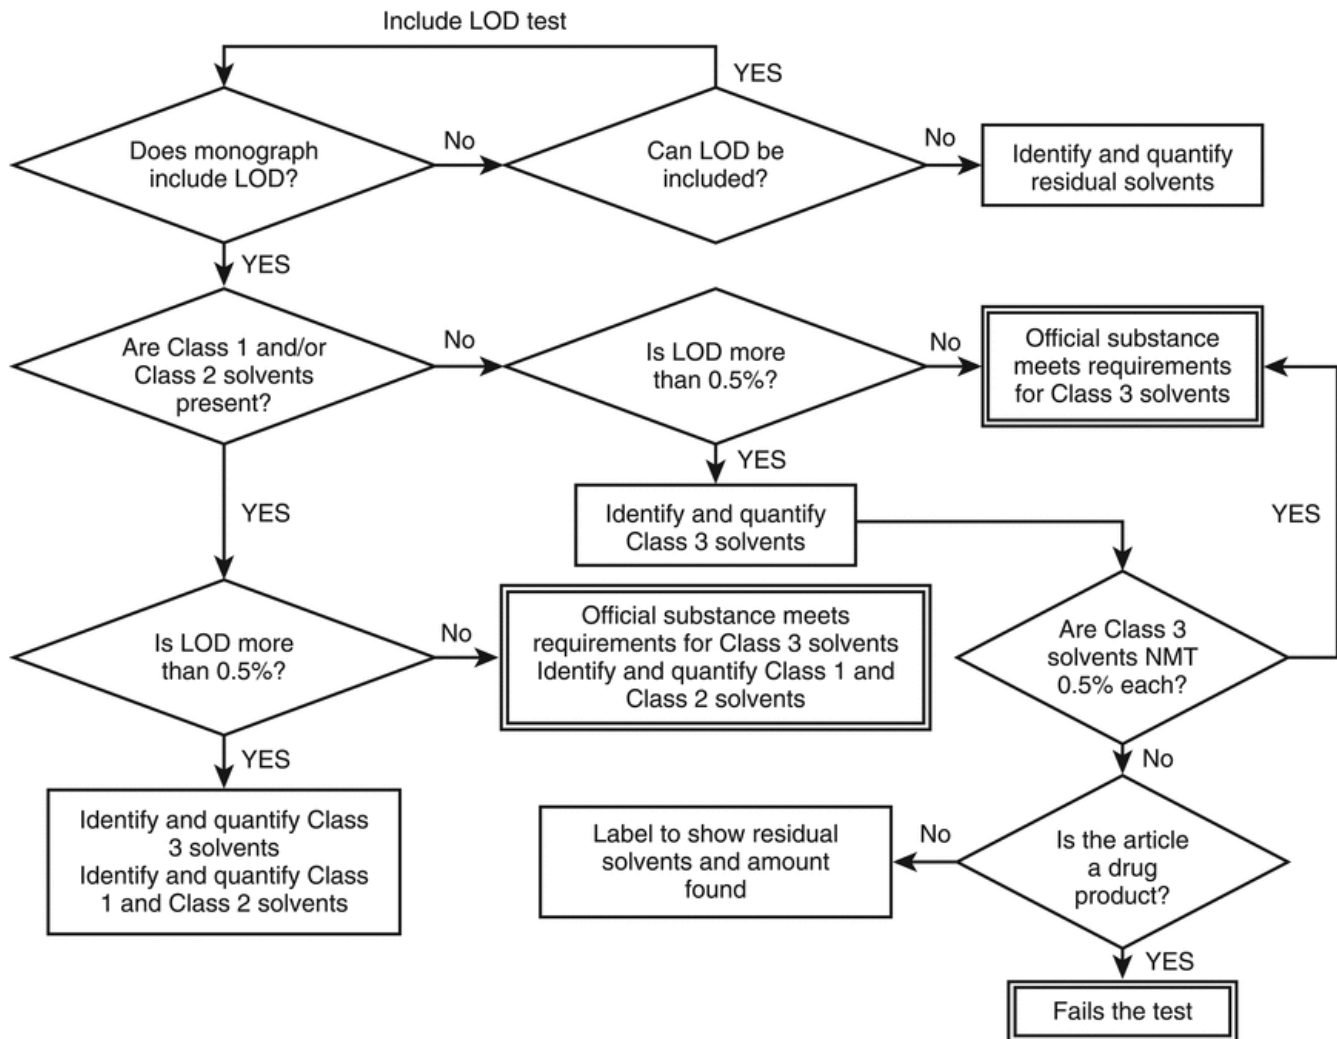 Include LOD test
YES
Does monograph
include LOD?
No
Can LOD be
included?
No
Identify and quantify
residual solvents
YES
Are Class 1 and/or
Class 2 solvents
present?
No
Is LOD more
than 0.5%?
No
Official substance
meets requirements
for Class 3 solvents
YES
YES
Identify and quantify
Class 3 solvents
YES
Is LOD more
than 0.5%?
No
Official substance meets
requirements for Class 3 solvents
Identify and quantify Class 1 and
Class 2 solvents
Are Class 3
solvents NMT
0.5% each?
YES
No
Identify and quantify Class
3 solvents
Identify and quantify Class
1 and Class 2 solvents
Label to show residual
solvents and amount
found
No
Is the article
a drug
product?
YES
Fails the test